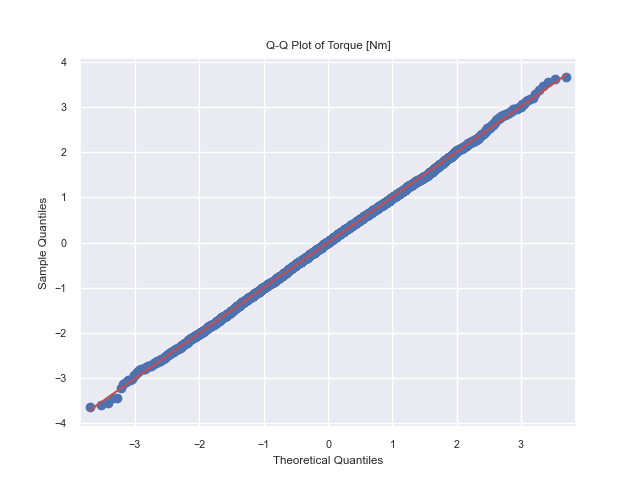 Q-Q Plot of Torque [Nm]
4
3
2
1
0
−1
−2
−3
−4
Sample Quantiles
−3 −2 −1 0 1 2 3
Theoretical Quantiles